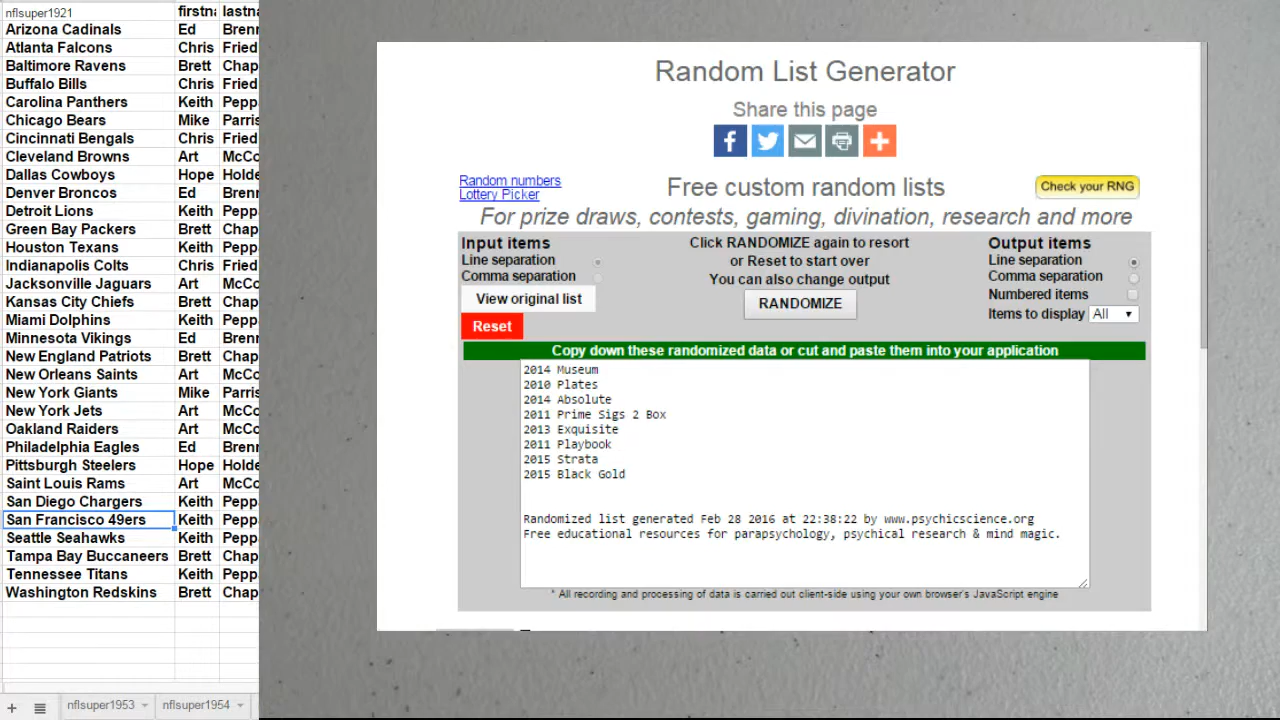 nflsuper1921 firstna lastna
Arizona Cadinals Ed Brenn
Atlanta Falcons Chris Fried
Baltimore Ravens Brett Chap
Buffalo Bills Chris Fried
Carolina Panthers Keith Peppa
Chicago Bears Mike Parris
Cincinnati Bengals Chris Fried
Cleveland Browns Art McCo
Dallas Cowboys Hope Holde
Denver Broncos Ed Brenn
Detroit Lions Keith Peppa
Green Bay Packers Brett Chap
Houston Texans Keith Peppa
Indianapolis Colts Chris Fried
Jacksonville Jaguars Art McCo
Kansas City Chiefs Brett Chap
Miami Dolphins Keith Peppa
Minnesota Vikings Ed Brenn
New England Patriots Brett Chap
New Orleans Saints Art McCo
New York Giants Mike Parris
New York Jets Art McCo
Oakland Raiders Art McCo
Philadelphia Eagles Ed Brenn
Pittsburgh Steelers Hope Holde
Saint Louis Rams Art McCo
San Diego Chargers Keith Peppa
San Francisco 49ers Keith Peppa
Seattle Seahawks Keith Peppa
Tampa Bay Buccaneers Brett Chap
Tennessee Titans Keith Peppa
Washington Redskins Brett Chap
nflsuper1953 nflsuper1954
Random List Generator
Share this page
Random numbers
Lottery Picker
Free custom random lists
Check your RNG
For prize draws, contests, gaming, divination, research and more
Input items
Line separation
Comma separation
View original list
Reset
Click RANDOMIZE again to resort
or Reset to start over
You can also change output
RANDOMIZE
Output items
Line separation
Comma separation
Numbered items
Items to display All
Copy down these randomized data or cut and paste them into your application
2014 Museum
2010 Plates
2014 Absolute
2011 Prime Sigs 2 Box
2013 Exquisite
2011 Playbook
2015 Strata
2015 Black Gold
Randomized list generated Feb 28 2016 at 22:38:22 by www.psychicscience.org
Free educational resources for parapsychology, psychical research & mind magic.
* All recording and processing of data is carried out client-side using your own browser's JavaScript engine